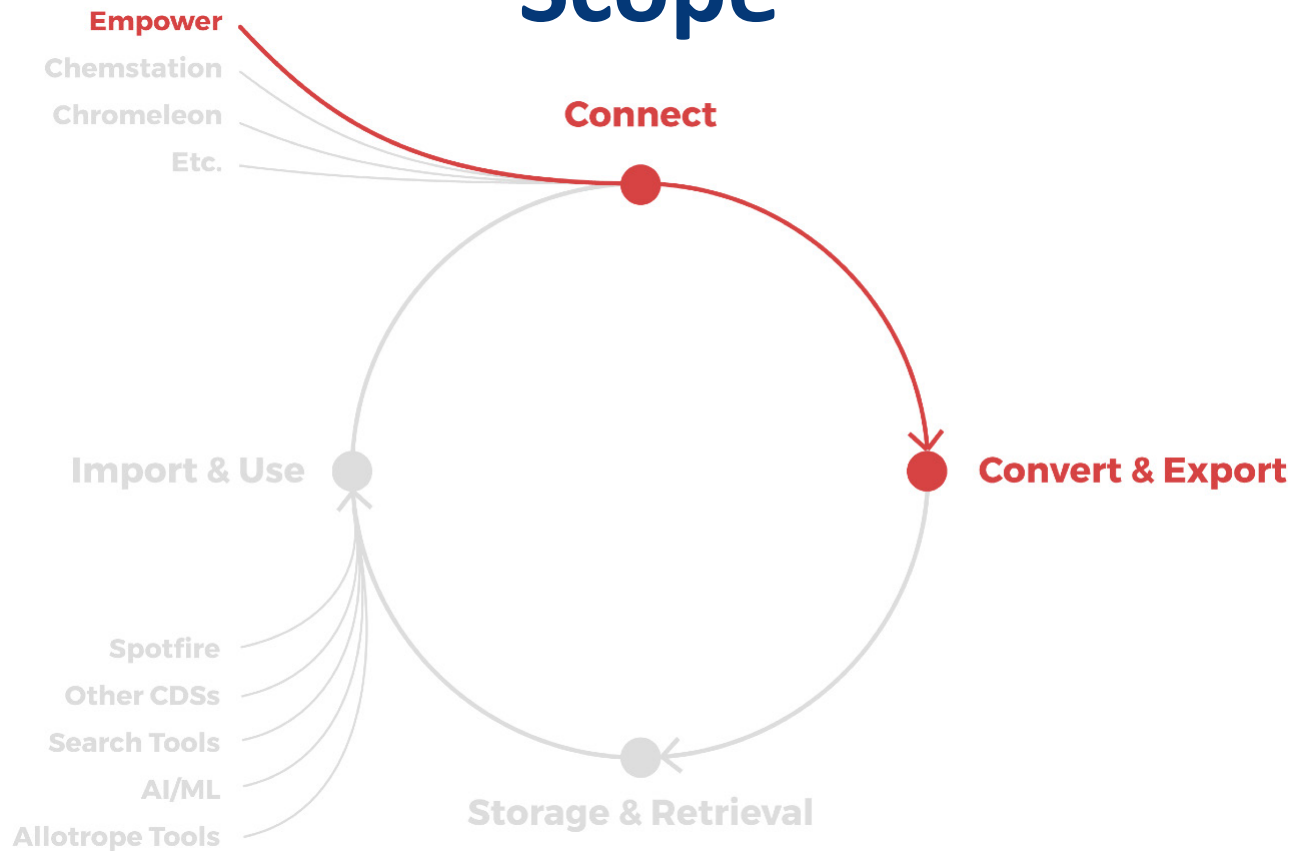 Scope
Empower
Chemstation
Chromeleon
Etc.
Connect
Import & Use
Convert & Export
Spotfire
Other CDSs
Search Tools
AI/ML
Allotrope Tools
Storage & Retrieval